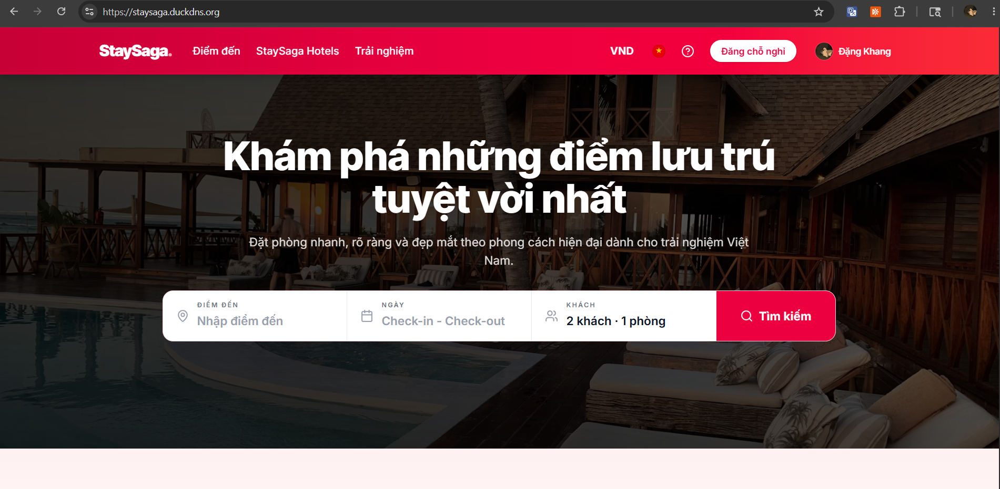 https://staysaga.duckdns.org
StaySaga. Điểm đến StaySaga Hotels Trải nghiệm VND Đăng chỗ nghỉ Đặng Khang
Khám phá những điểm lưu trú
tuyệt vời nhất
Đặt phòng nhanh, rõ ràng và đẹp mắt theo phong cách hiện đại dành cho trải nghiệm Việt
Nam.
ĐIỂM ĐẾN
Nhập điểm đến
NGÀY
Check-in - Check-out
KHÁCH
2 khách · 1 phòng
Tìm kiếm